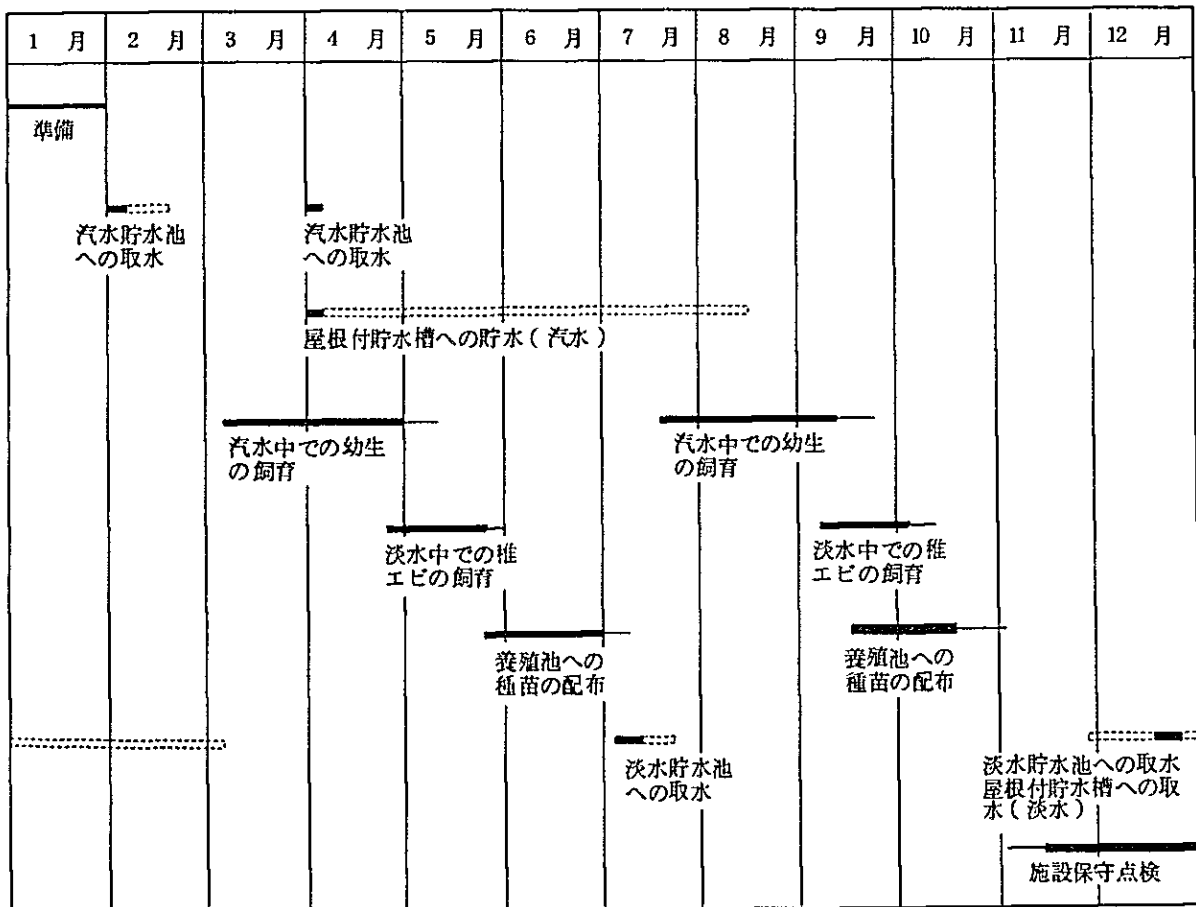 1 月 2 月 3 月 4 月 5 月 6 月 7 月 8 月 9 月 10 月 11 月 12 月
準備
汽水貯水池
への取水
汽水貯水池
への取水
屋根付貯水槽への貯水(汽水)
汽水中での幼生
の飼育
汽水中での幼生
の飼育
淡水中での稚
エビの飼育
淡水中での稚
エビの飼育
養殖池への
種苗の配布
養殖池への
種苗の配布
淡水貯水池
への取水
淡水貯水池への取水
屋根付貯水槽への取
水(淡水)
施設保守点検